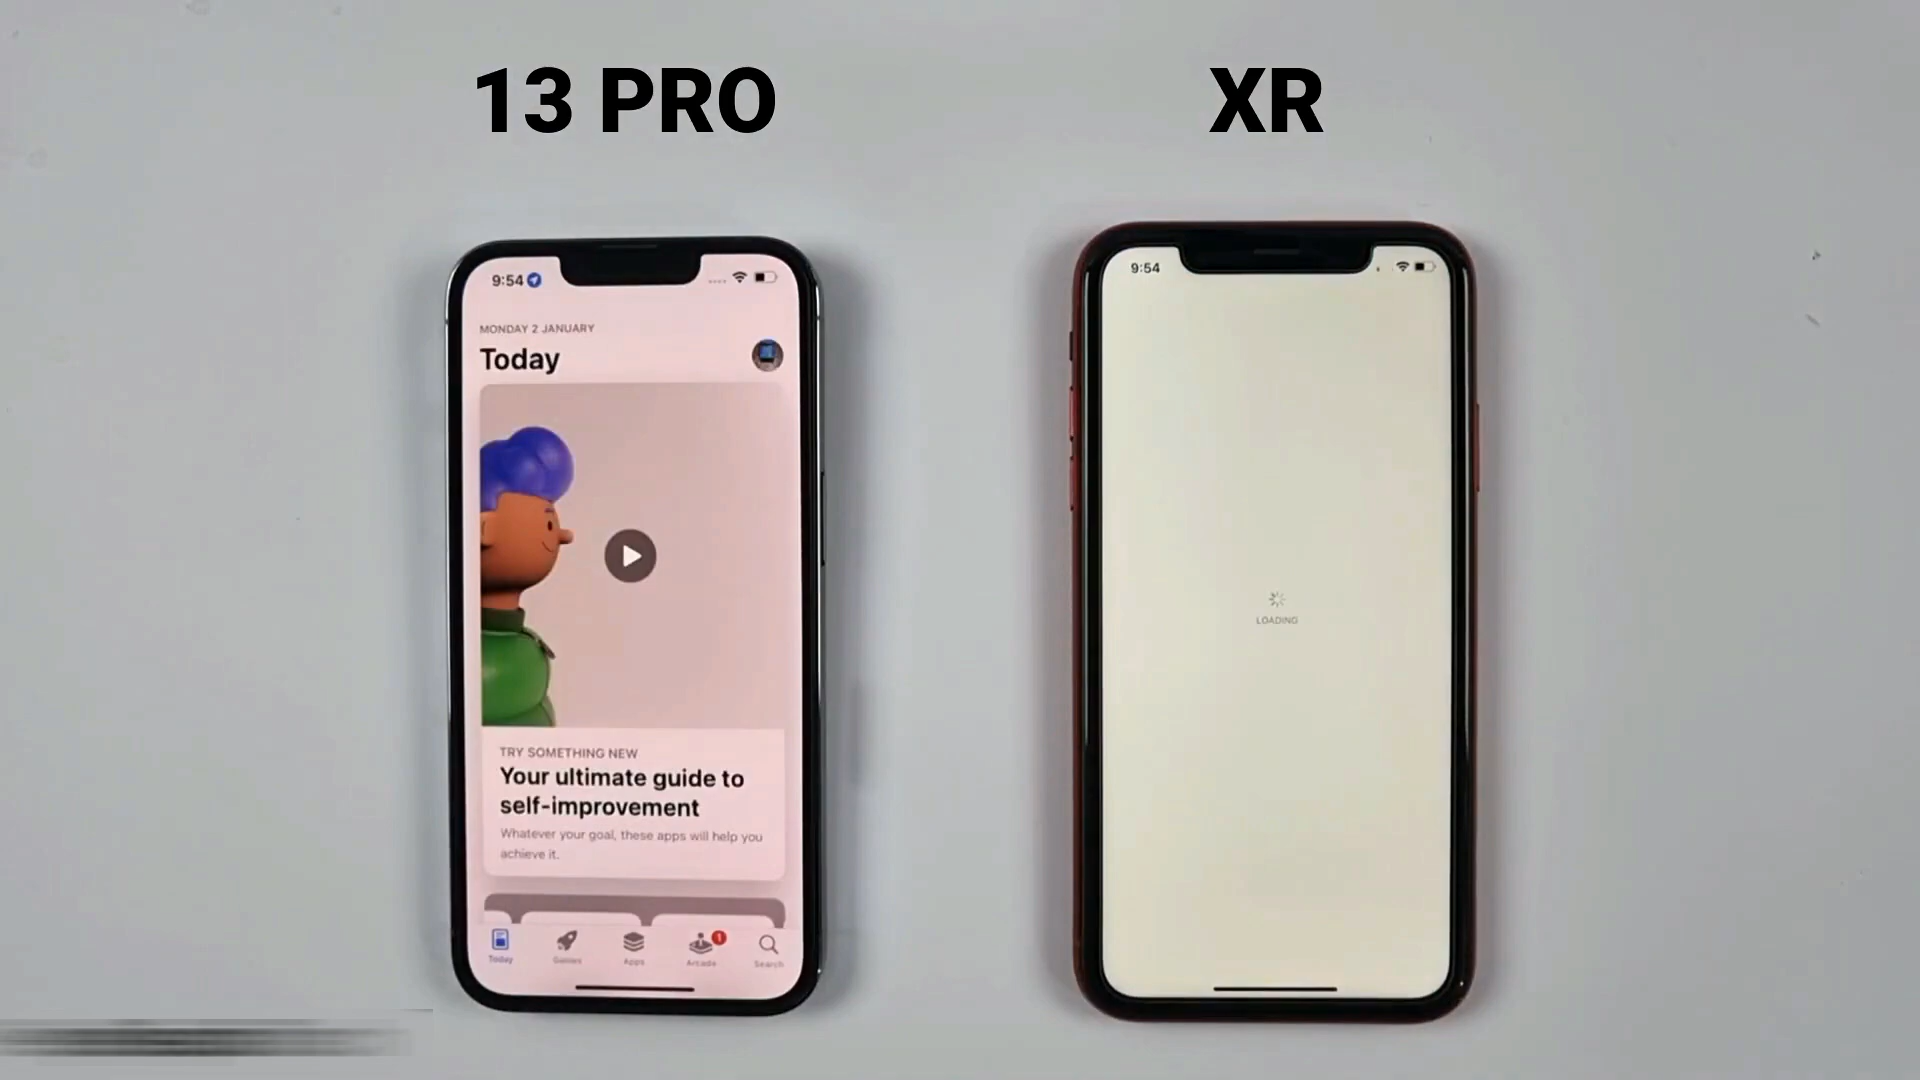 13 PRO
XR
9:54
MONDAY 2 JANUARY
Today
TRY SOMETHING NEW
Your ultimate guide to
self-improvement
Whatever your goal, these apps will help you
achieve it.
Today
Games
Apps
Arcade
1
Search
9:54
LOADING